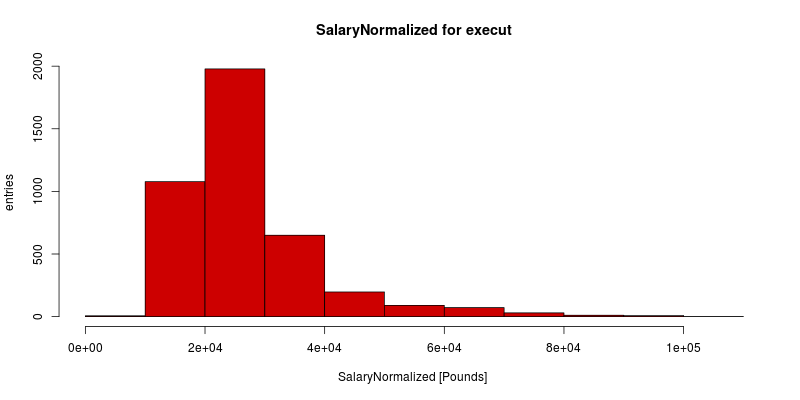 SalaryNormalized for execut
entries
2000
1500
1000
500
0
0e+00 2e+04 4e+04 6e+04 8e+04 1e+05
SalaryNormalized [Pounds]